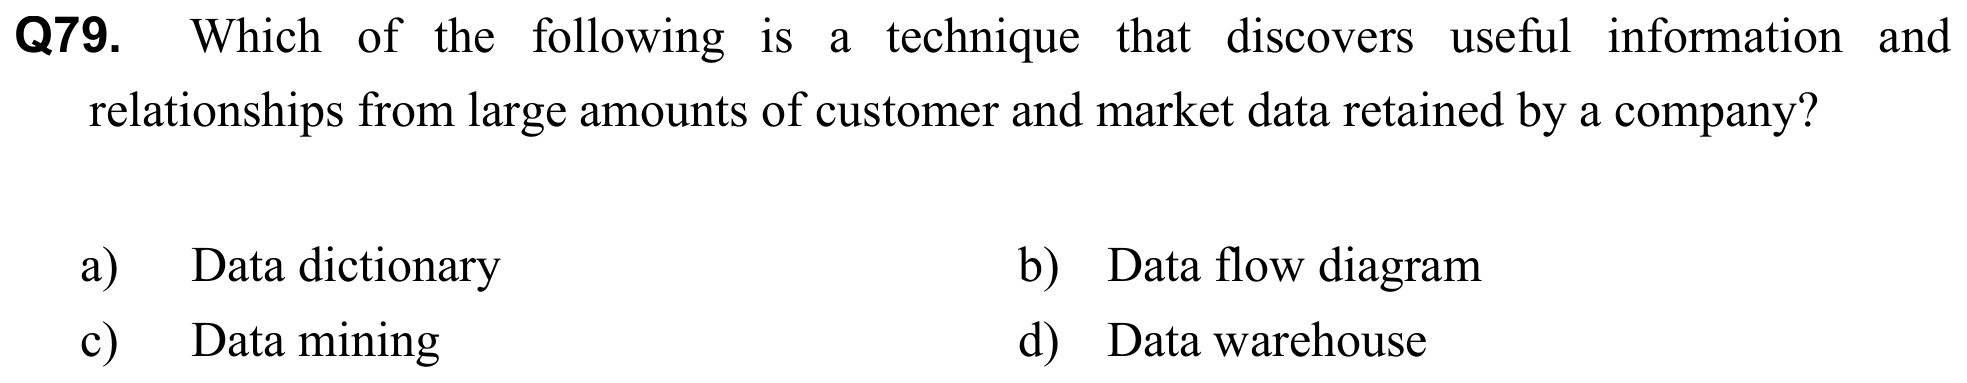 Q79. Which of the following is a technique that discovers useful information and
relationships from large amounts of customer and market data retained by a company?
a) Data dictionary b) Data flow diagram
c) Data mining d) Data warehouse